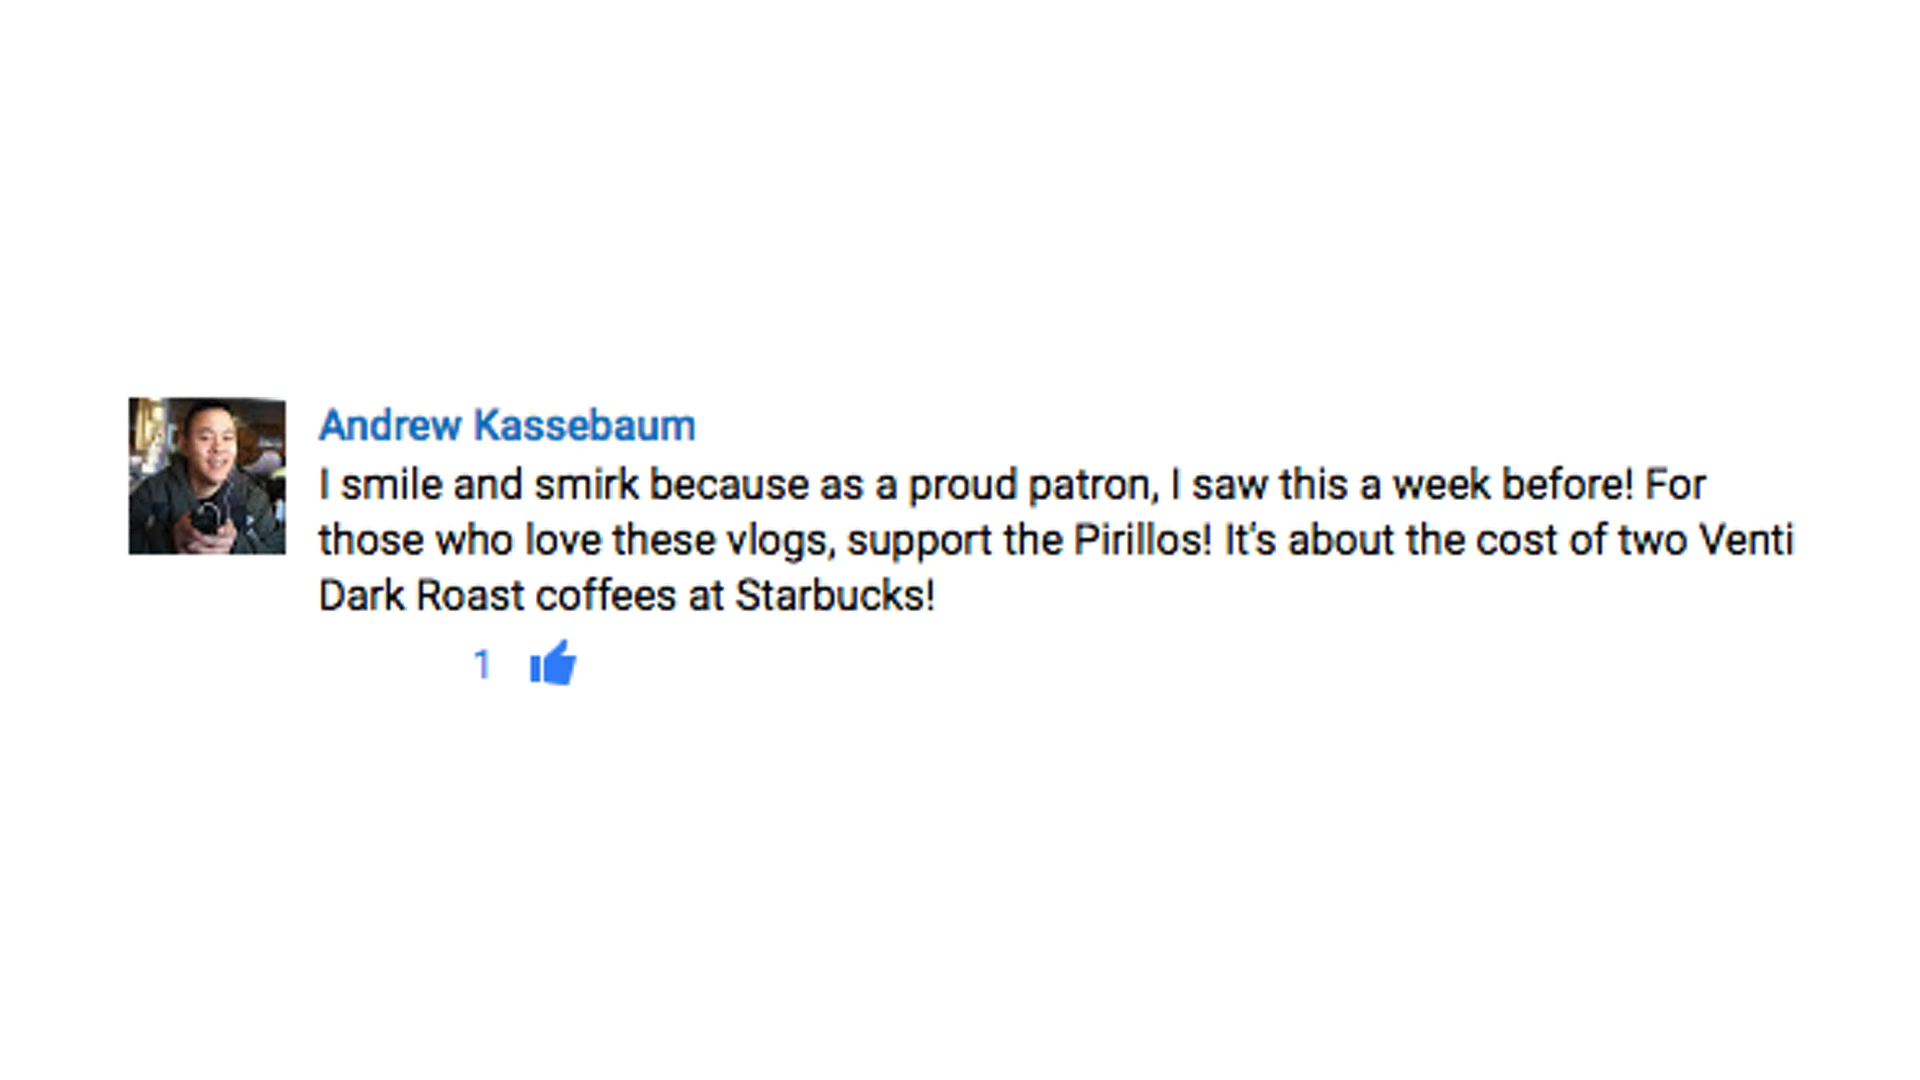 Andrew Kassebaum
I smile and smirk because as a proud patron, I saw this a week before! For
those who love these vlogs, support the Pirillos! It's about the cost of two Venti
Dark Roast coffees at Starbucks!
1